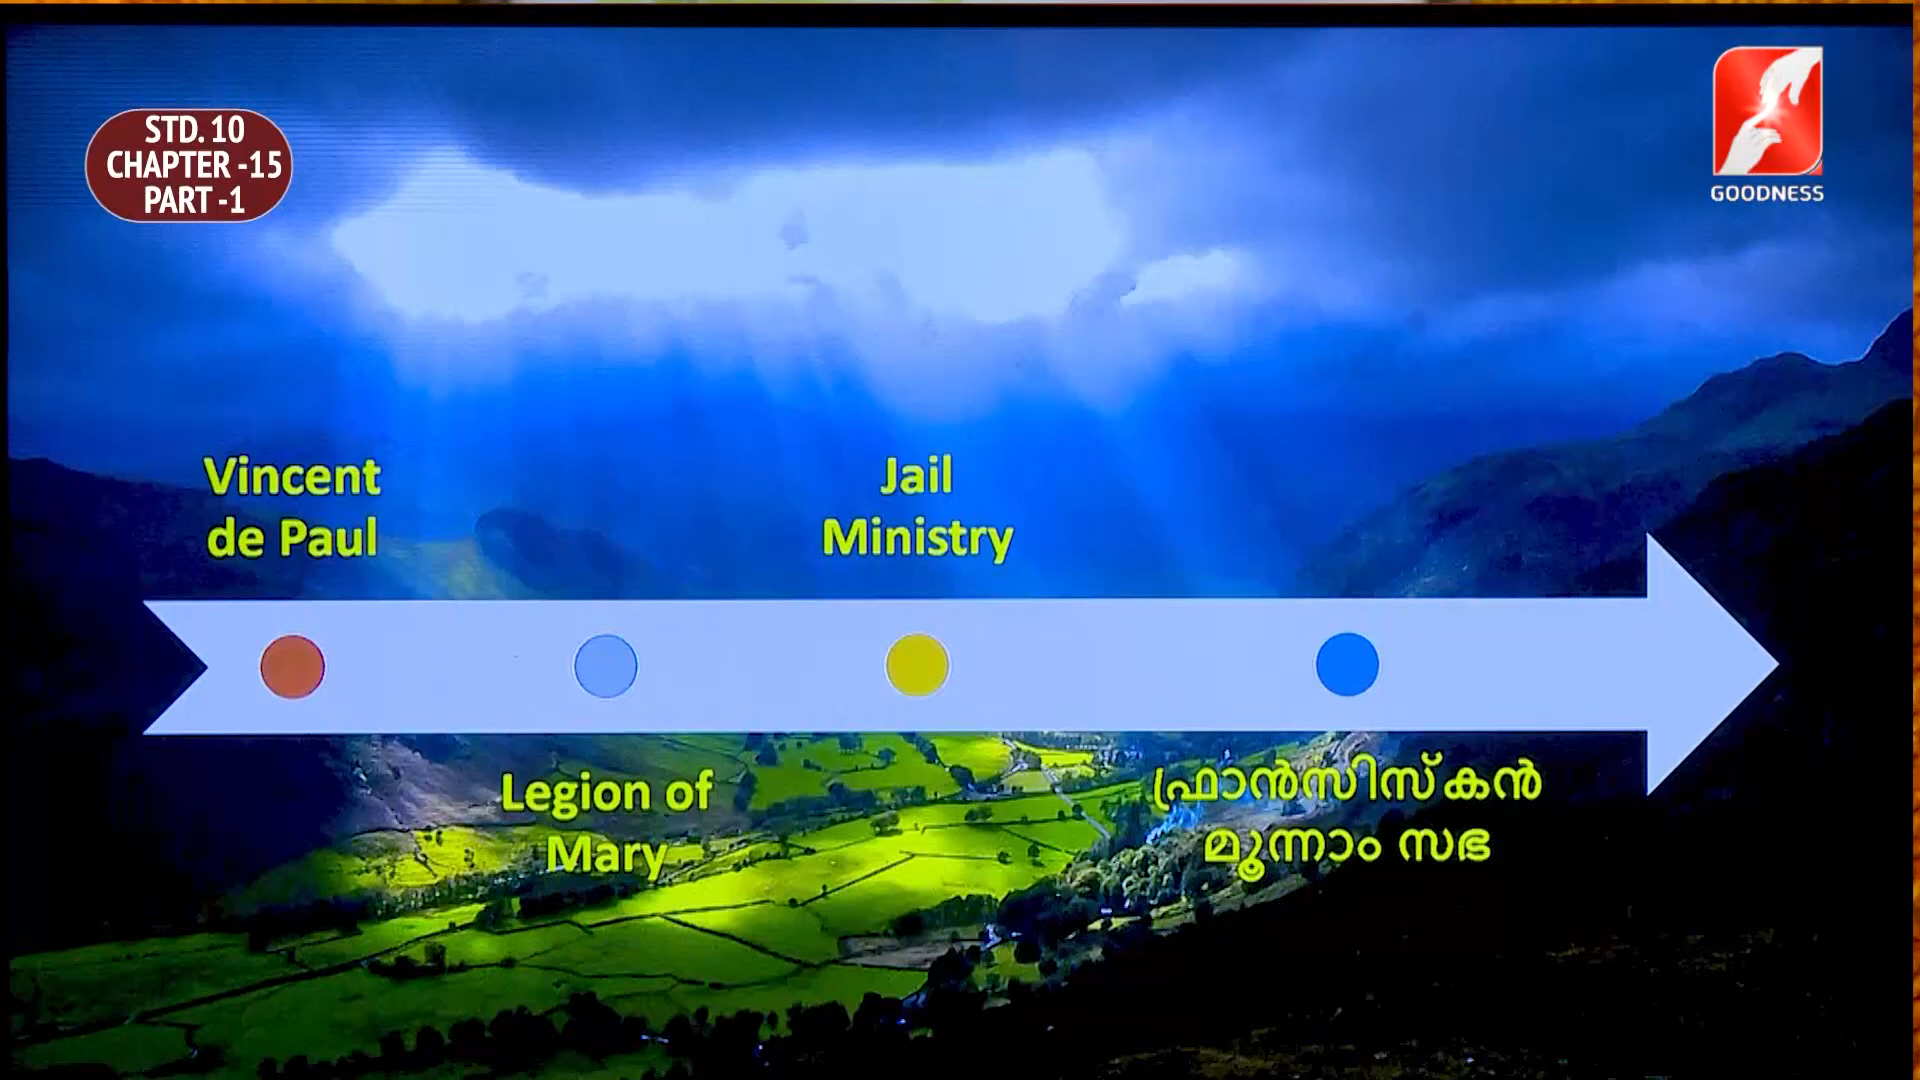 STD. 10
CHAPTER -15
PART -1
GOODNESS
Vincent
de Paul
Jail
Ministry
Legion of
Mary
ഫ്രാൻസിസ്കൻ
മൂന്നാം സഭ